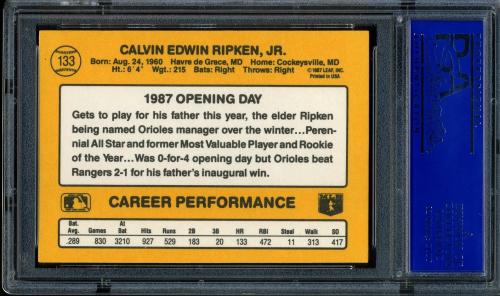 133
CALVIN EDWIN RIPKEN, JR.
Born: Aug. 24, 1960 Havre de Grace, MD Home: Cockeysville, MD
Ht.: 6'4" Wgt.: 215 Bats: Right Throws: Right
© 1987 LEAF, INC.
Printed in USA
1987 OPENING DAY
Gets to play for his father this year, the elder Ripken
being named Orioles manager over the winter...Peren-
nial All Star and former Most Valuable Player and Rookie
of the Year...Was 0-for-4 opening day but Orioles beat
Rangers 2-1 for his father's inaugural win.
CAREER PERFORMANCE
Bat. Avg. Games At Bat Hits Runs 2B 3B HR RBI Steal Walk SO
.289 830 3210 927 529 183 20 133 472 11 313 417
PSA